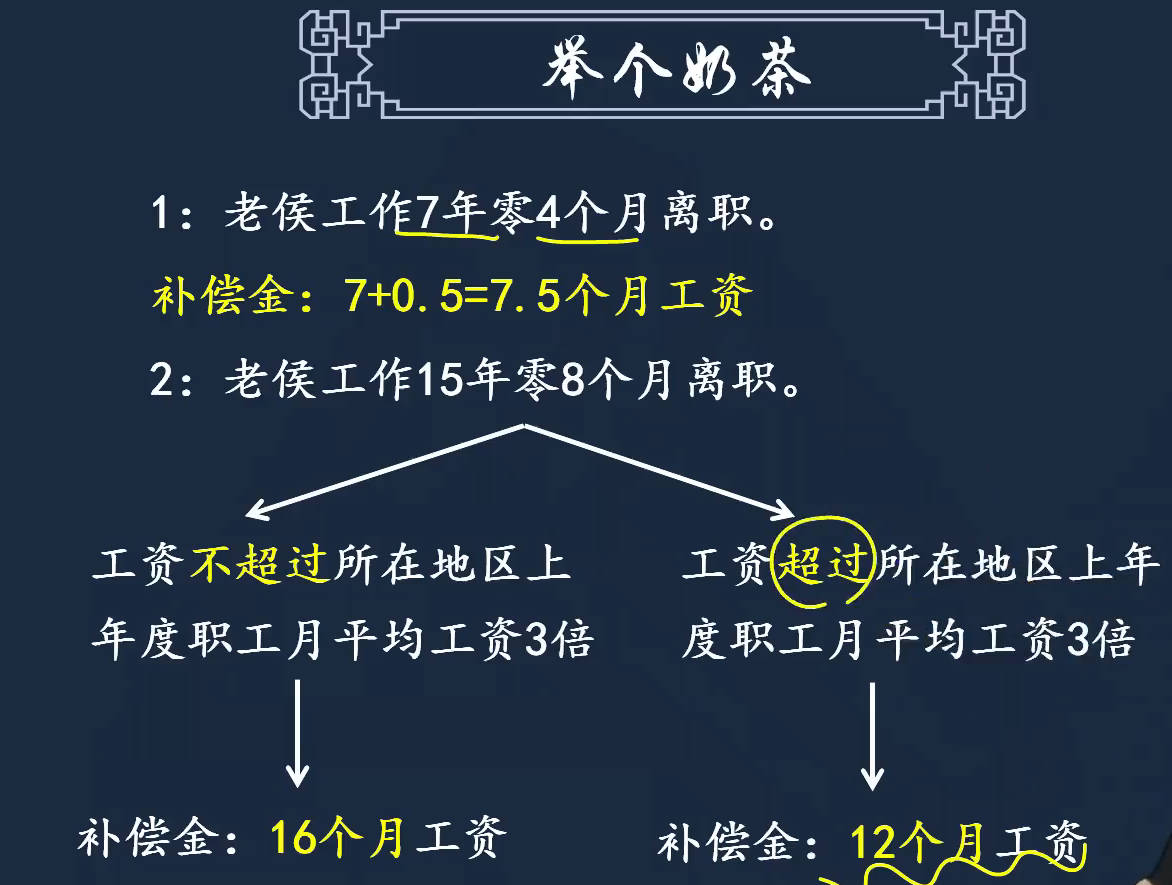 举个奶茶
1：老侯工作7年零4个月离职。
补偿金：7+0.5=7.5个月工资
2：老侯工作15年零8个月离职。
工资不超过所在地区上
年度职工月平均工资3倍
工资超过所在地区上年
度职工月平均工资3倍
补偿金：16个月工资
补偿金：12个月工资